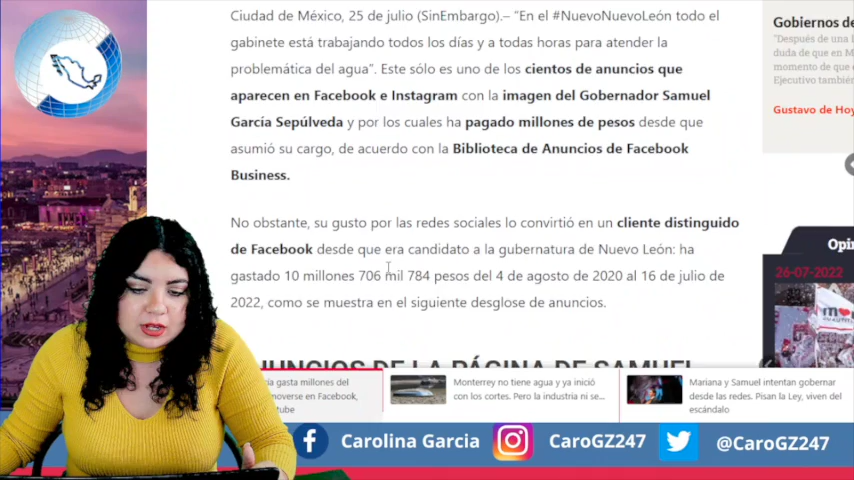 Ciudad de México, 25 de julio (SinEmbargo).– "En el #NuevoNuevoLeón todo el
gabinete está trabajando todos los días y a todas horas para atender la
problemática del agua". Este sólo es uno de los cientos de anuncios que
aparecen en Facebook e Instagram con la imagen del Gobernador Samuel
García Sepúlveda y por los cuales ha pagado millones de pesos desde que
asumió su cargo, de acuerdo con la Biblioteca de Anuncios de Facebook
Business.
No obstante, su gusto por las redes sociales lo convirtió en un cliente distinguido
de Facebook desde que era candidato a la gubernatura de Nuevo León: ha
gastado 10 millones 706 mil 784 pesos del 4 de agosto de 2020 al 16 de julio de
2022, como se muestra en el siguiente desglose de anuncios.
ANUNCIOS DE LA PÁGINA DE SAMUEL
Gobiernos de
"Después de una
duda de que en M
momento de que e
Ejecutivo también
Gustavo de Hoy
Opin
26-07-2022
gasta millones del
moverse en Facebook,
Monterrey no tiene agua y ya inició
con los cortes. Pero la industria ni se...
Mariana y Samuel intentan gobernar
desde las redes. Pisan la Ley, viven del
escándalo
Carolina Garcia
CaroGZ247
@CaroGZ247